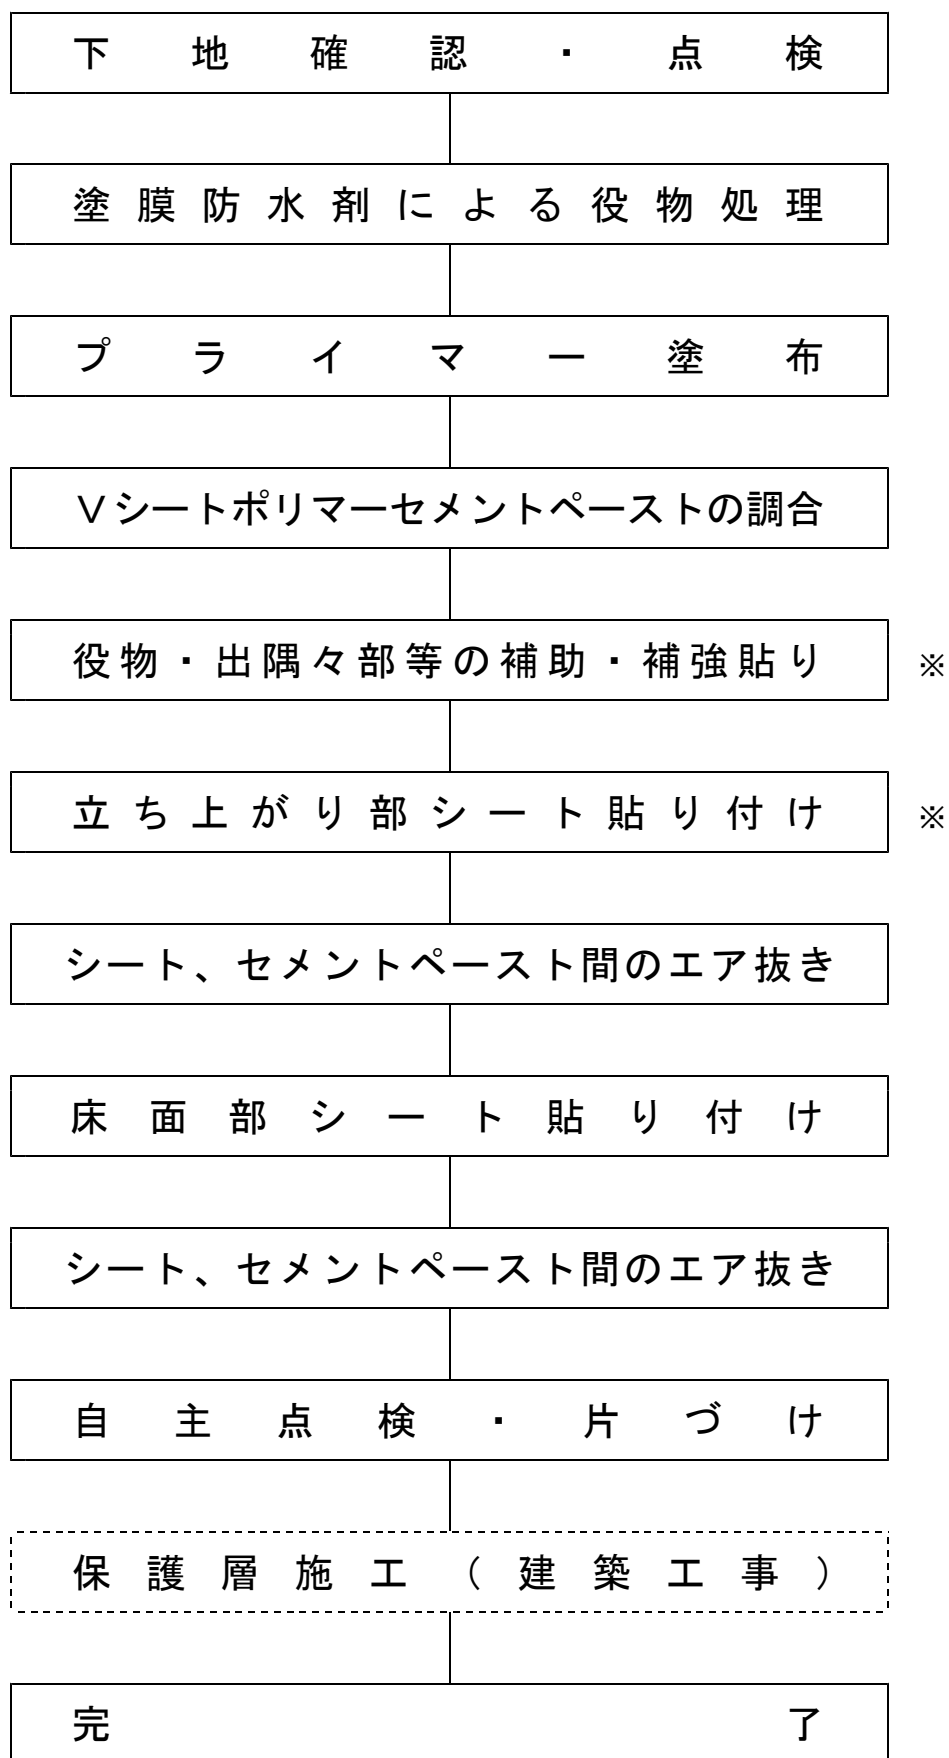 下地確認・点検
塗膜防水剤による役物処理
プライマー塗布
Vシートポリマーセメントペーストの調合
役物・出隅々部等の補助・補強貼り ※
立ち上がり部シート貼り付け ※
シート、セメントペースト間のエア抜き
床面部シート貼り付け
シート、セメントペースト間のエア抜き
自主点検・片づけ
保護層施工（建築工事）
完了